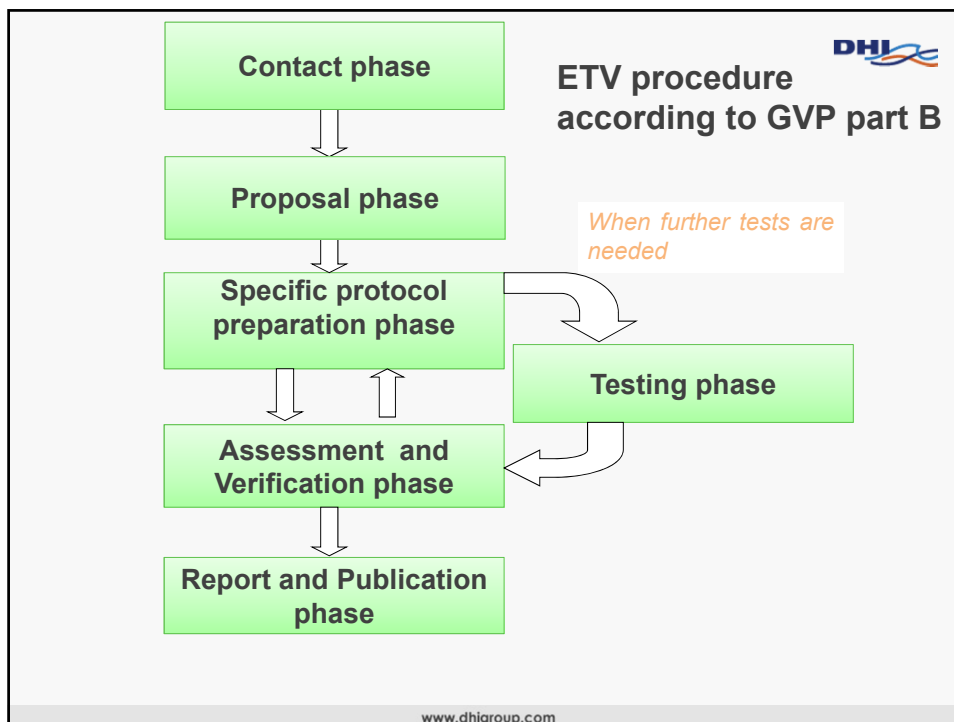 Contact phase
DHI
ETV procedure
according to GVP part B
Proposal phase
When further tests are
needed
Specific protocol
preparation phase
Testing phase
Assessment and
Verification phase
Report and Publication
phase
www.dhigroup.com